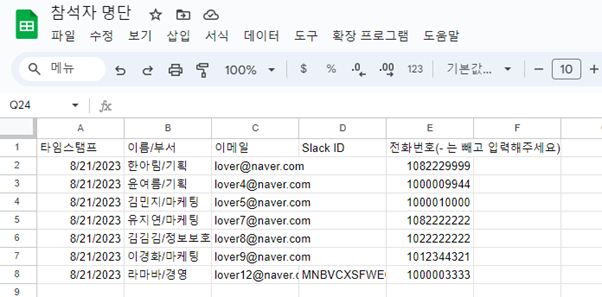 참석자 명단
파일 수정 보기 삽입 서식 데이터 도구 확장 프로그램 도움말
메뉴 100% $ % .0 .00 123 기본값... 10
Q24 fx
A B C D E F
1 타임스탬프 이름/부서 이메일 Slack ID 전화번호(- 는 빼고 입력해주세요)
2 8/21/2023 한아림/기획 lover@naver.com 1082229999
3 8/21/2023 윤여름/기획 lover4@naver.com 1000009944
4 8/21/2023 김민지/마케팅 lover5@naver.com 1000010000
5 8/21/2023 유지연/마케팅 lover7@naver.com 1082222222
6 8/21/2023 김김김/정보보호 lover8@naver.com 1022222222
7 8/21/2023 이경화/마케팅 lover9@naver.com 1012344321
8 8/21/2023 라마바/경영 lover12@naver.c MNBVCXSFWE 1000003333
9